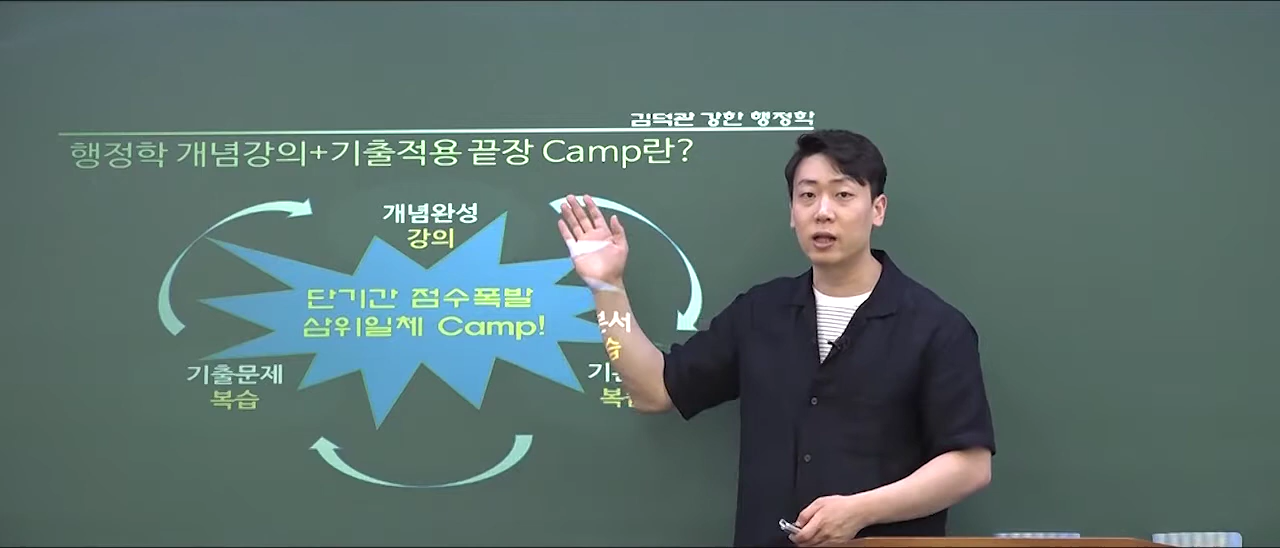 김덕관 강한 행정학
행정학 개념강의+기출적용 끝장 Camp란?
개념완성
강의
단기간 점수폭발
삼위일체 Camp!
기출문제
복습